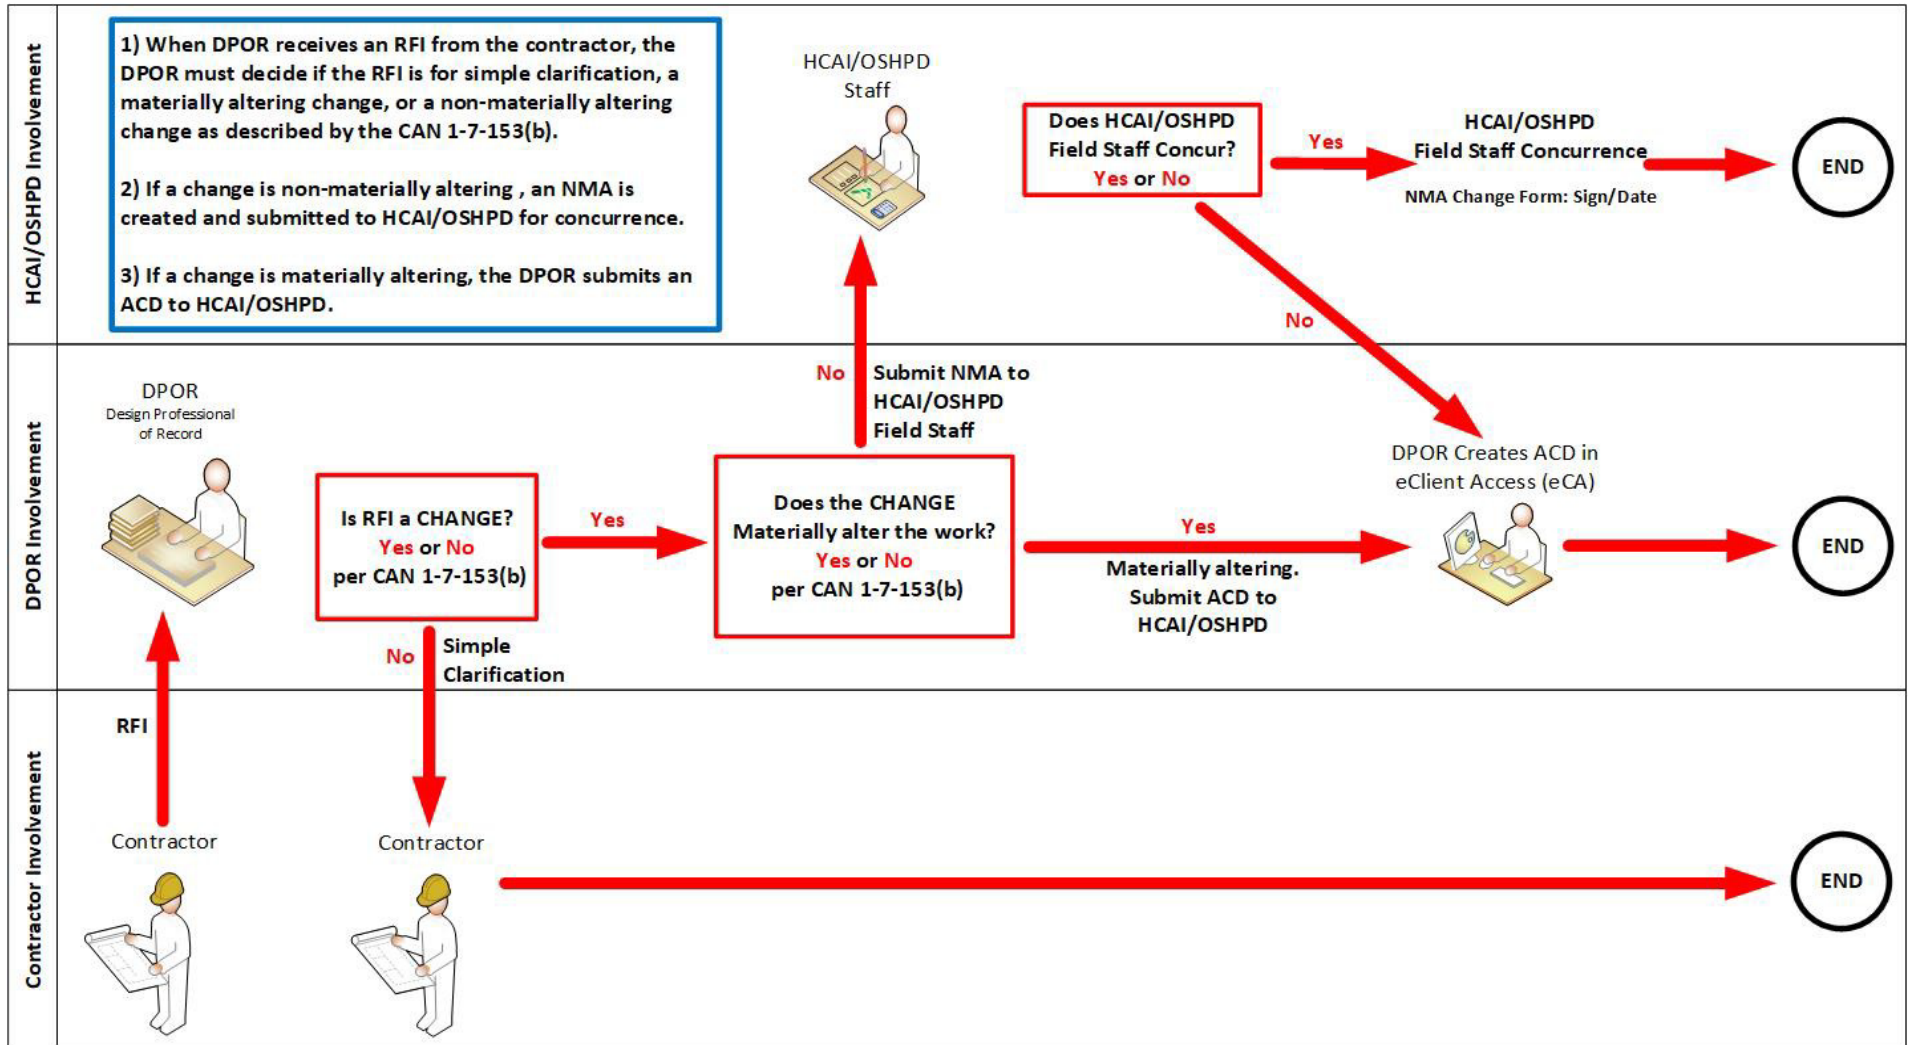 HCAI/OSHPD Involvement
1) When DPOR receives an RFI from the contractor, the
DPOR must decide if the RFI is for simple clarification, a
materially altering change, or a non-materially altering
change as described by the CAN 1-7-153(b).
2) If a change is non-materially altering , an NMA is
created and submitted to HCAI/OSHPD for concurrence.
3) If a change is materially altering, the DPOR submits an
ACD to HCAI/OSHPD.
HCAI/OSHPD
Staff
Does HCAI/OSHPD
Field Staff Concur?
Yes or No
Yes
HCAI/OSHPD
Field Staff Concurrence
NMA Change Form: Sign/Date
END
No
DPOR Involvement
DPOR
Design Professional
of Record
Is RFI a CHANGE?
Yes or No
per CAN 1-7-153(b)
Yes
No
Submit NMA to
HCAI/OSHPD
Field Staff
Does the CHANGE
Materially alter the work?
Yes or No
per CAN 1-7-153(b)
Yes
Materially altering.
Submit ACD to
HCAI/OSHPD
DPOR Creates ACD in
eClient Access (eCA)
END
No
Simple
Clarification
Contractor Involvement
RFI
Contractor
Contractor
END